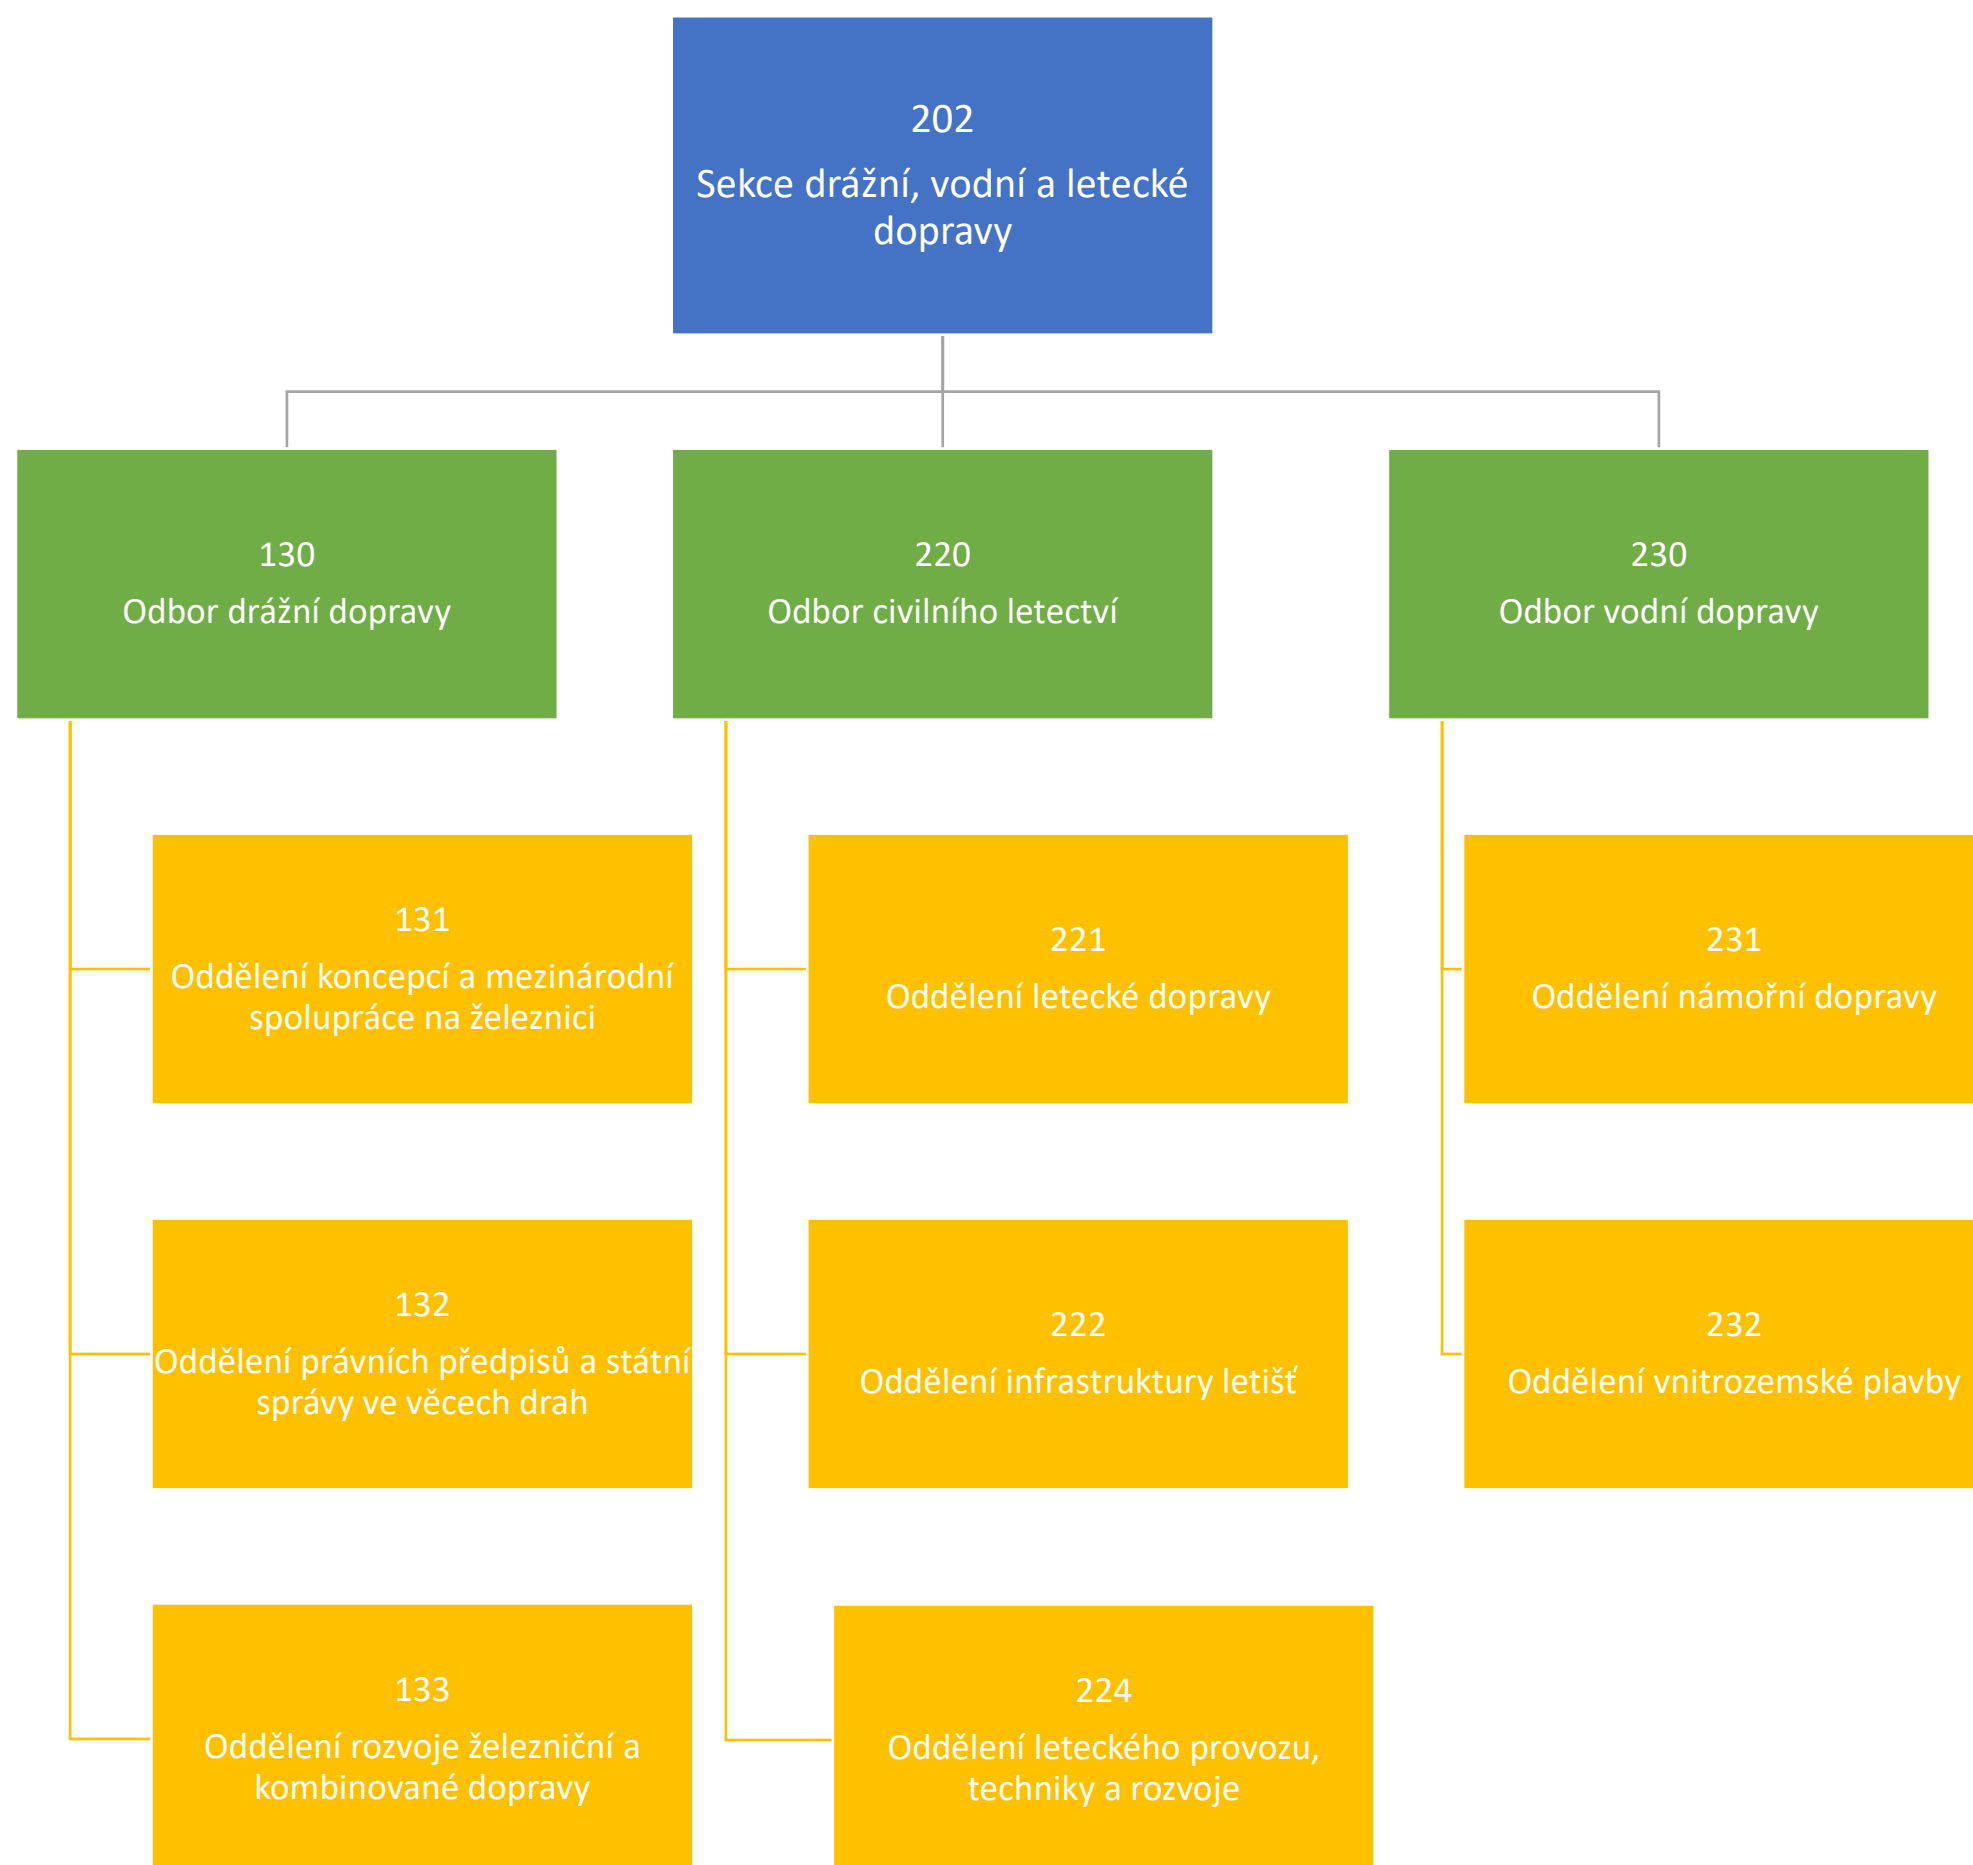 202
Sekce drážní, vodní a letecké
dopravy
130
Odbor drážní dopravy
220
Odbor civilního letectví
230
Odbor vodní dopravy
131
Oddělení koncepcí a mezinárodní
spolupráce na železnici
221
Oddělení letecké dopravy
231
Oddělení námořní dopravy
132
Oddělení právních předpisů a státní
správy ve věcech drah
222
Oddělení infrastruktury letišť
232
Oddělení vnitrozemské plavby
133
Oddělení rozvoje železniční a
kombinované dopravy
224
Oddělení leteckého provozu,
techniky a rozvoje